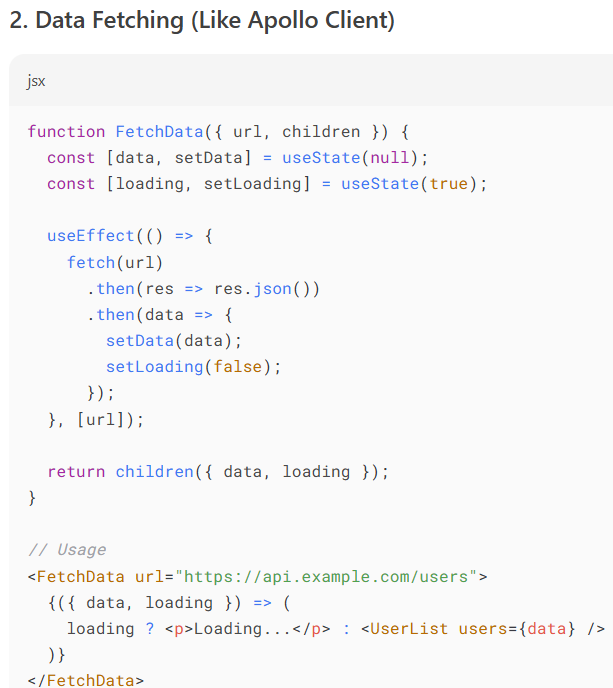 2. Data Fetching (Like Apollo Client)
jsx
function FetchData({ url, children }) {
  const [data, setData] = useState(null);
  const [loading, setLoading] = useState(true);

  useEffect(() => {
    fetch(url)
      .then(res => res.json())
      .then(data => {
        setData(data);
        setLoading(false);
      });
  }, [url]);

  return children({ data, loading });
}

// Usage
<FetchData url="https://api.example.com/users">
  {({ data, loading }) => (
    loading ? <p>Loading...</p> : <UserList users={data} />
  )}
</FetchData>